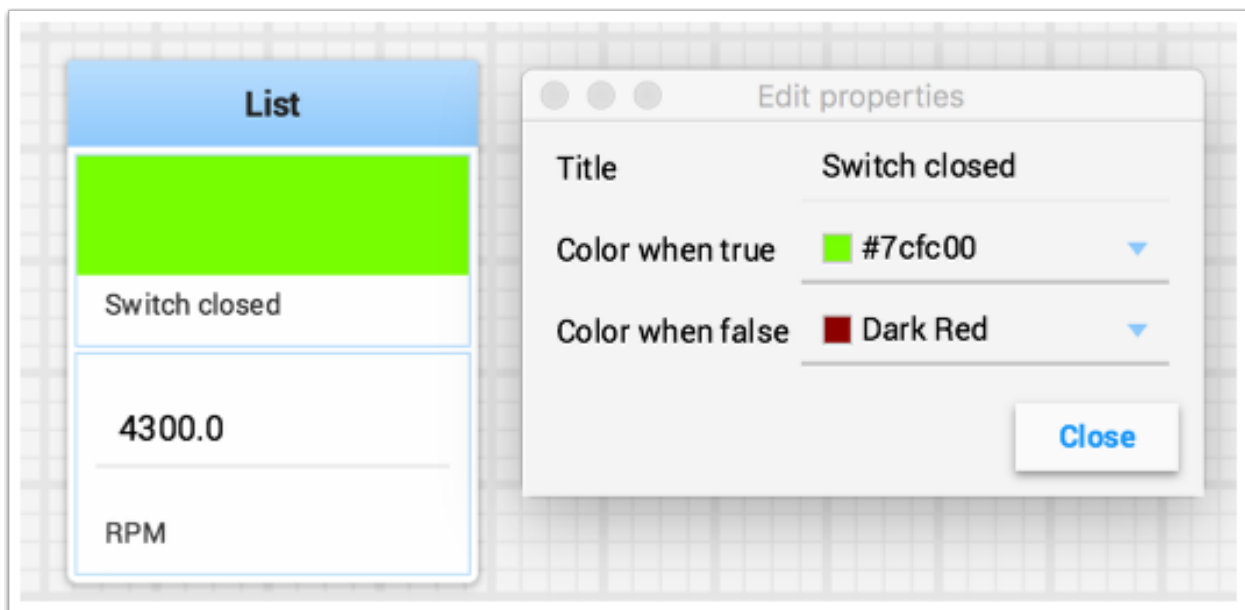 List
Switch closed
4300.0
RPM
Edit properties
Title
Switch closed
Color when true
#7cfc00
Color when false
Dark Red
Close